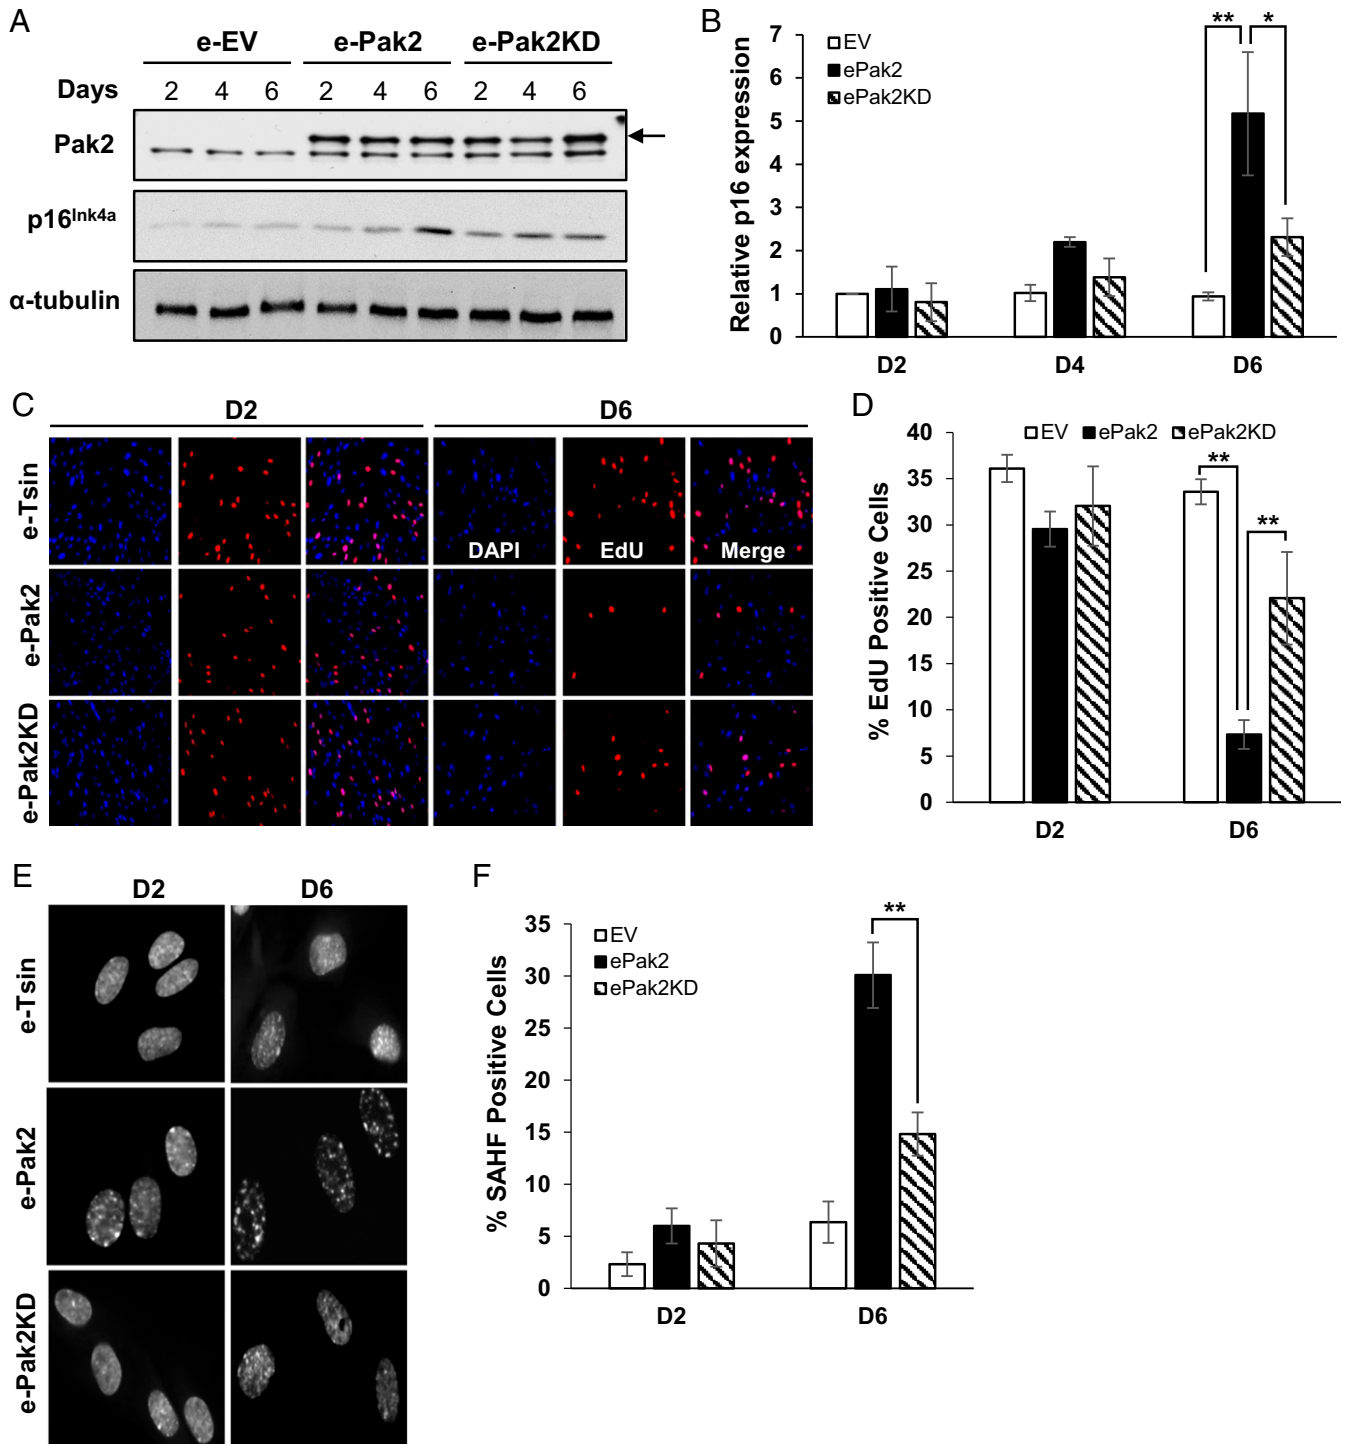 A
e-EV e-Pak2 e-Pak2KD
Days 2 4 6 2 4 6 2 4 6
Pak2
p16Ink4a
α-tubulin
B
** *
7
6
5
4
3
2
1
0
Relative p16 expression
EV
ePak2
ePak2KD
D2 D4 D6
C
D2 D6
e-Tsin
DAPI EdU Merge
e-Pak2
e-Pak2KD
D
40
35
30
25
20
15
10
5
0
% EdU Positive Cells
EV ePak2 ePak2KD
**
**
D2 D6
E
D2 D6
e-Tsin
e-Pak2
e-Pak2KD
F
35
30
25
20
15
10
5
0
% SAHF Positive Cells
EV
ePak2
ePak2KD
**
D2 D6